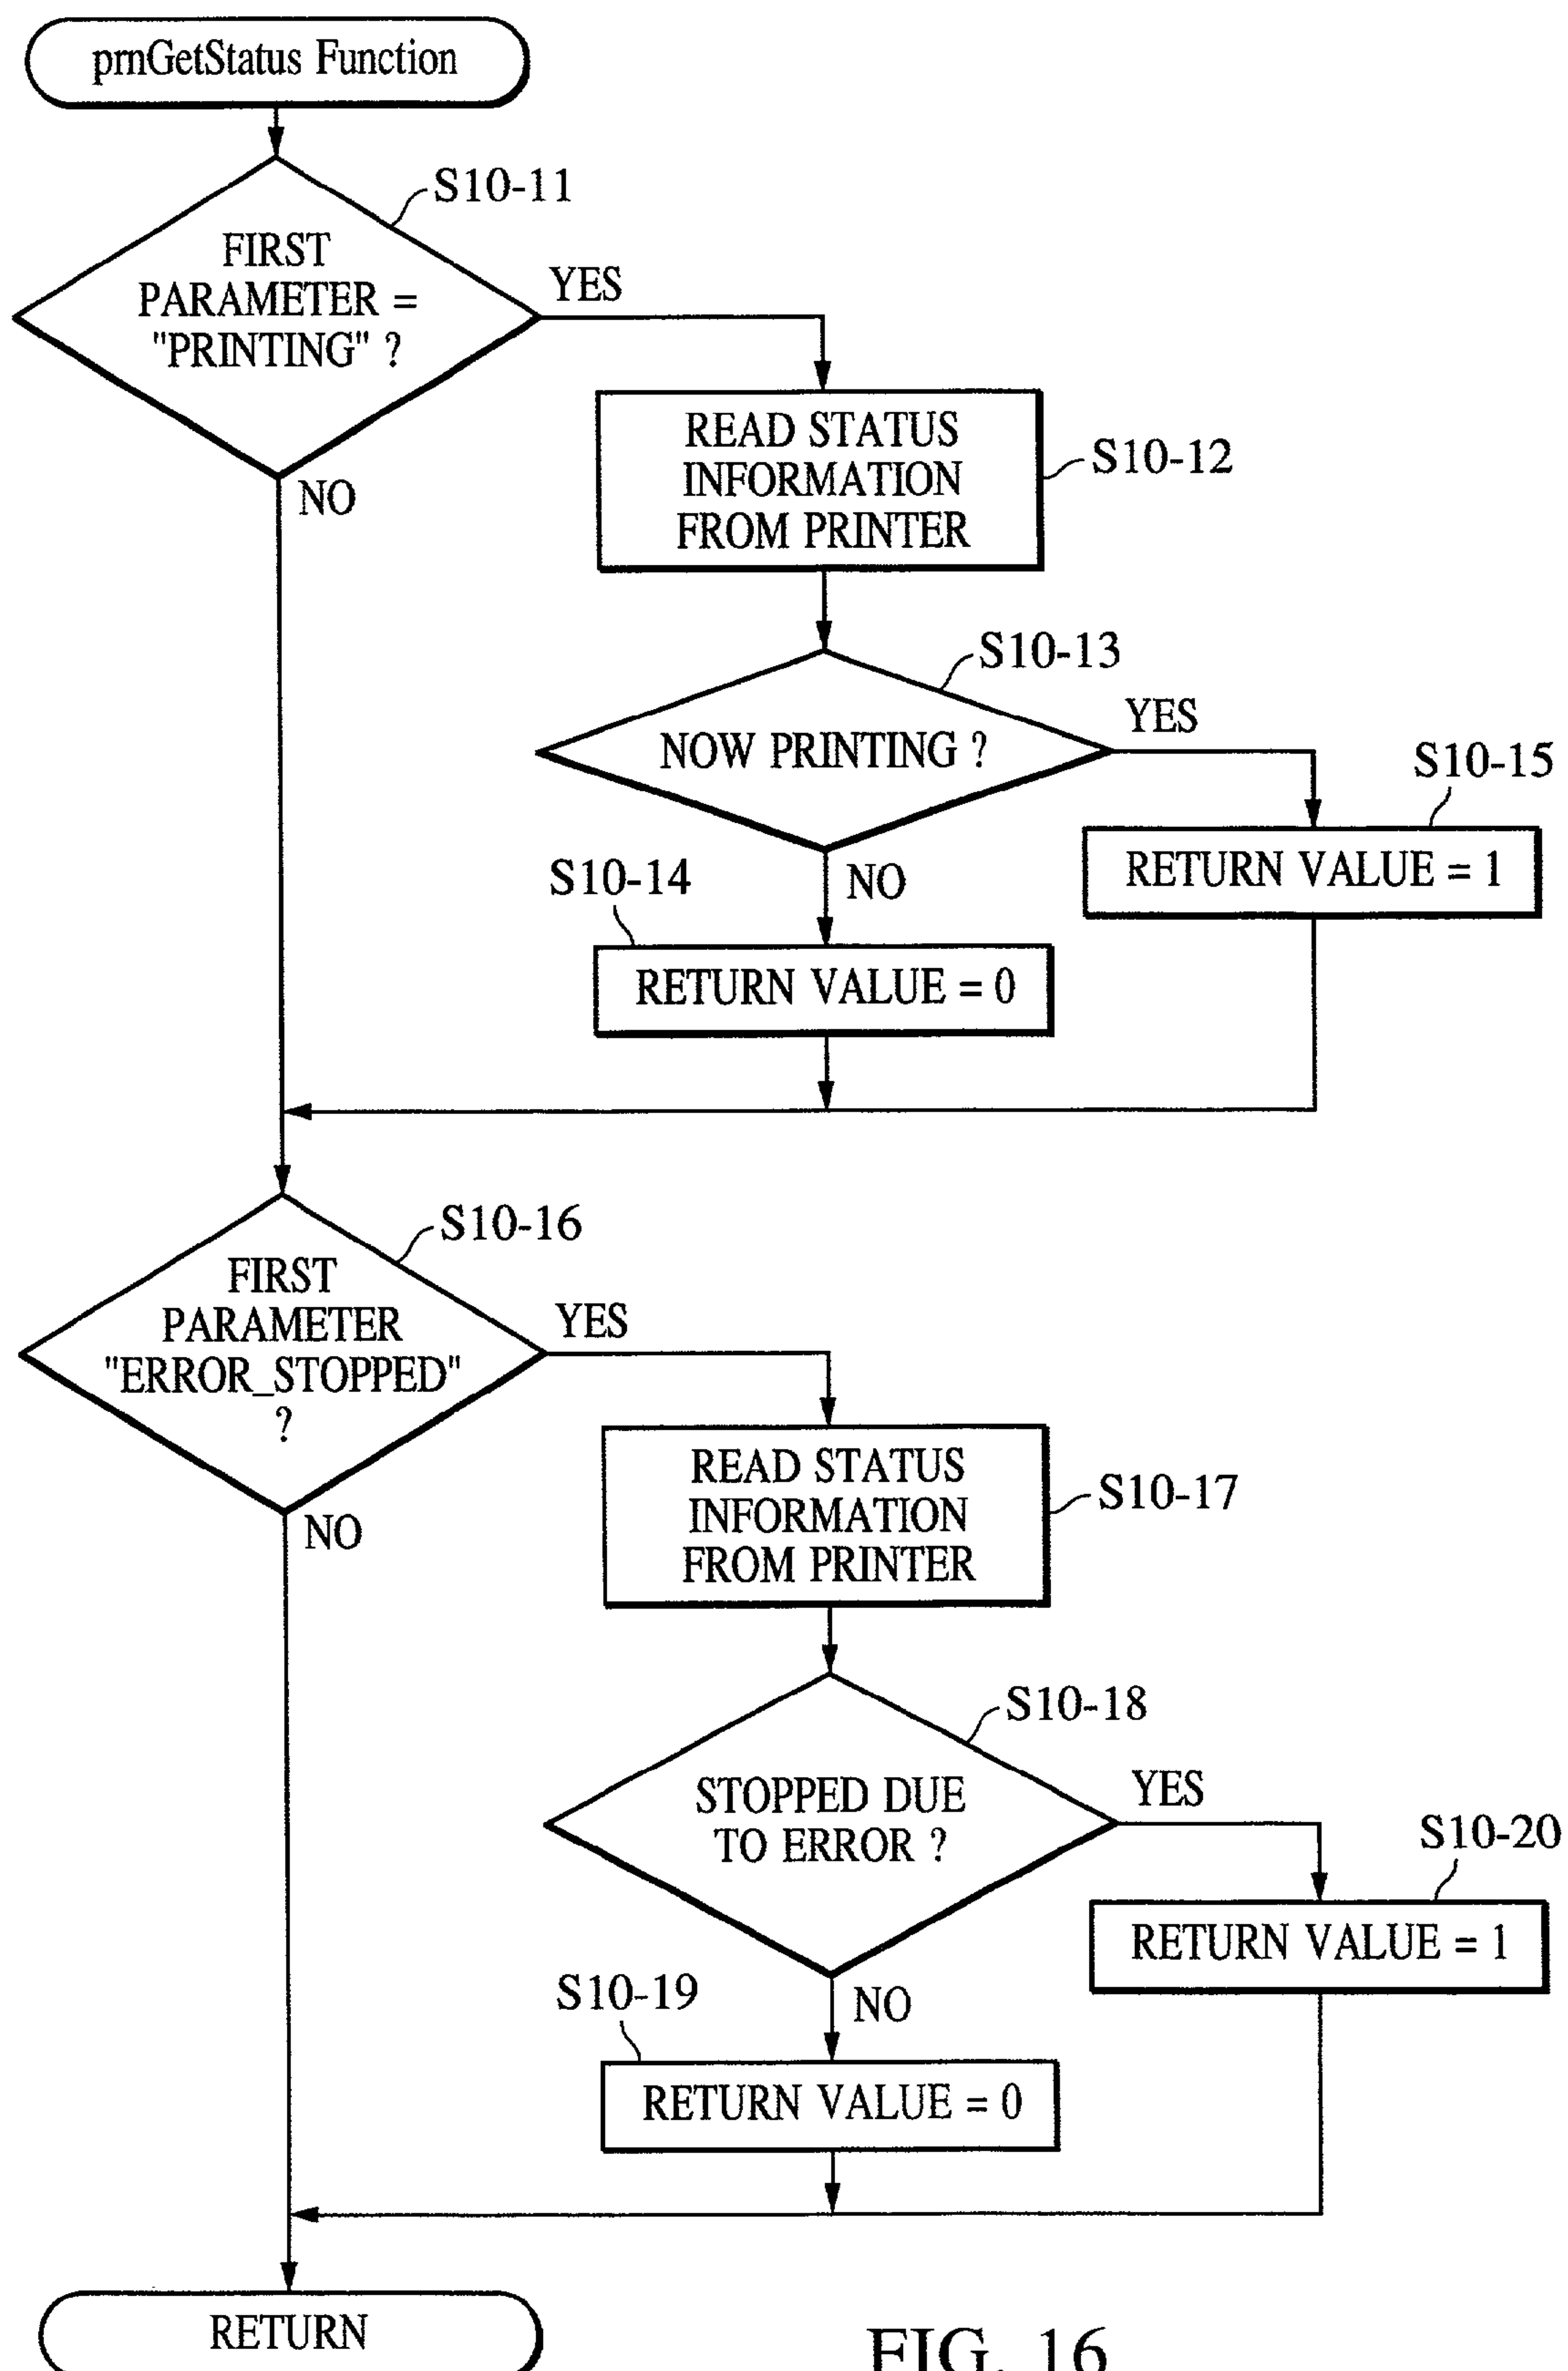 prnGetStatus Function
S10-11
FIRST
PARAMETER =
"PRINTING" ?
YES
NO
READ STATUS
INFORMATION
FROM PRINTER
S10-12
S10-13
NOW PRINTING ?
YES
S10-15
RETURN VALUE = 1
S10-14
NO
RETURN VALUE = 0
S10-16
FIRST
PARAMETER
"ERROR_STOPPED"
?
YES
NO
READ STATUS
INFORMATION
FROM PRINTER
S10-17
S10-18
STOPPED DUE
TO ERROR ?
YES
S10-20
RETURN VALUE = 1
S10-19
NO
RETURN VALUE = 0
RETURN
FIG. 16